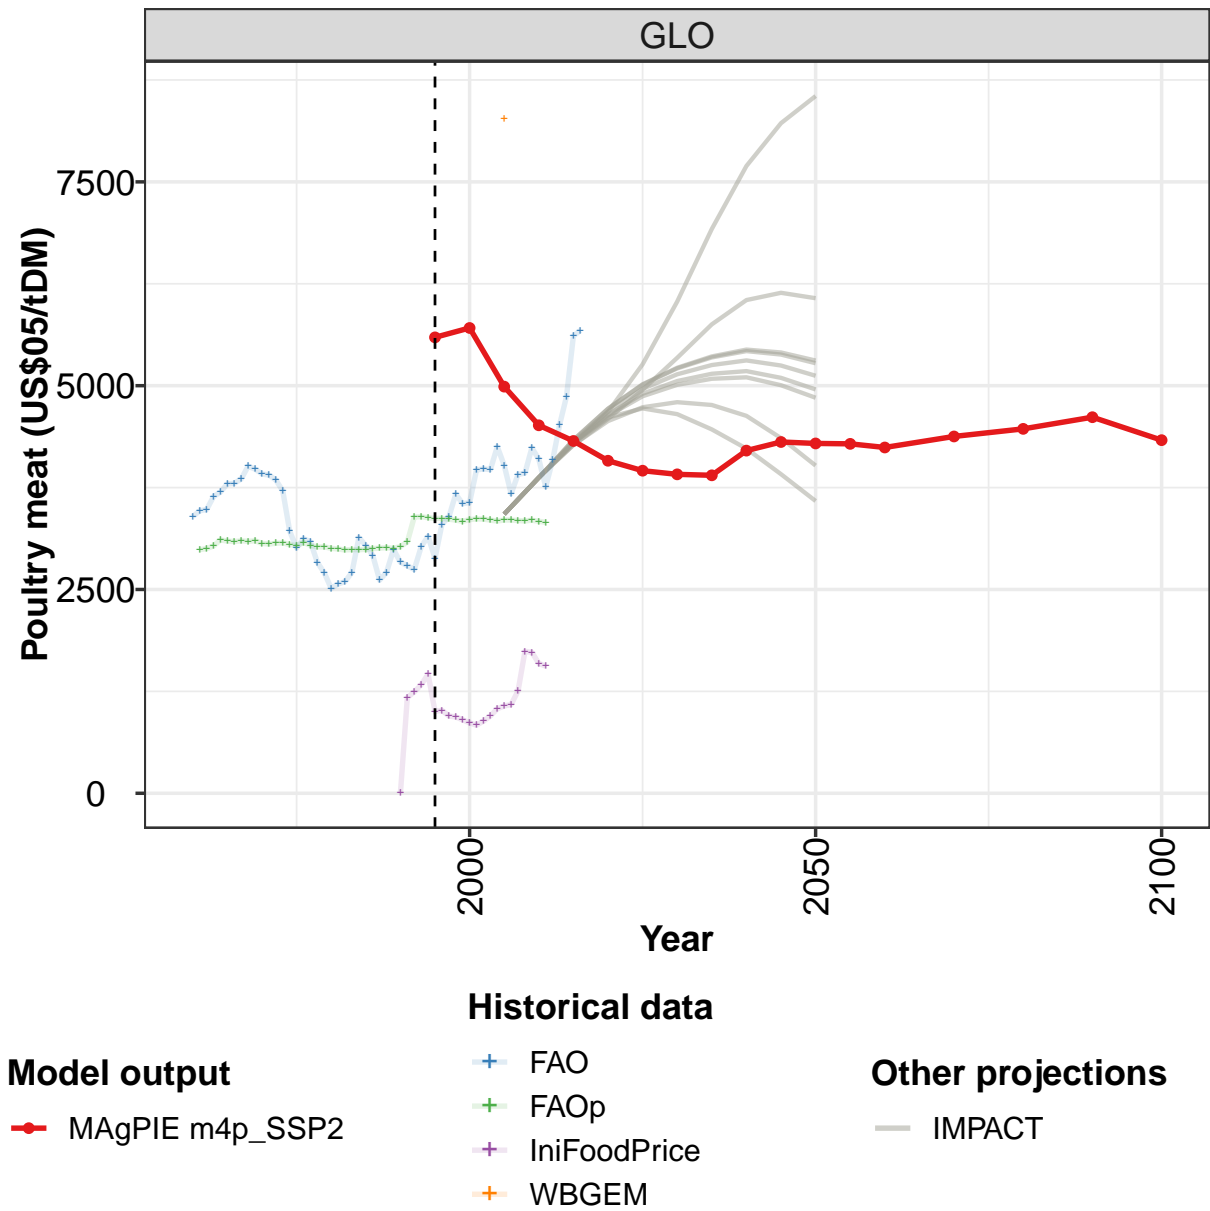 GLO
Poultry meat (US$05/tDM)
7500
5000
2500
0
2000
2050
2100
Year
Model output
MAgPIE m4p_SSP2
Historical data
FAO
FAOp
IniFoodPrice
WBGEM
Other projections
IMPACT